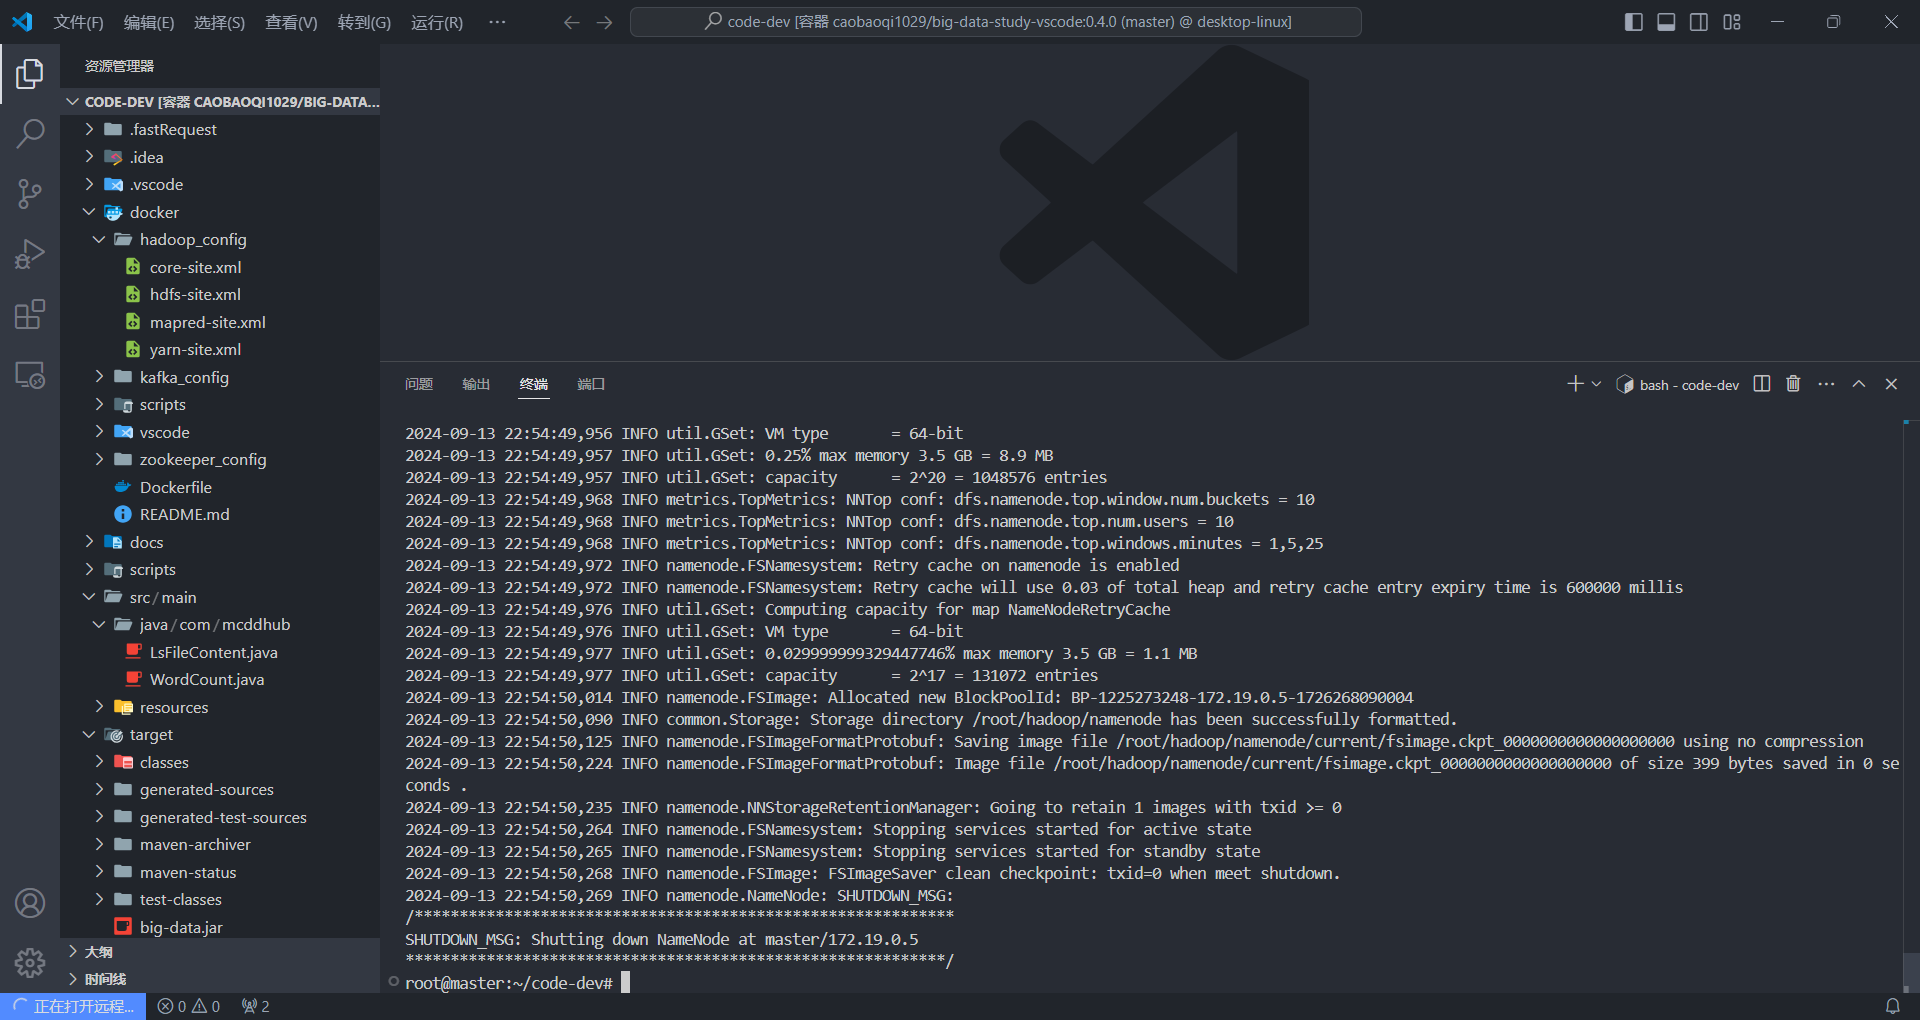 文件(F) 编辑(E) 选择(S) 查看(V) 转到(G) 运行(R) ···
code-dev [容器 caobaoqi1029/big-data-study-vscode:0.4.0 (master) @ desktop-linux]
资源管理器
CODE-DEV [容器 CAOBAOQI1029/BIG-DATA...
.fastRequest
.idea
.vscode
docker
hadoop_config
core-site.xml
hdfs-site.xml
mapred-site.xml
yarn-site.xml
kafka_config
scripts
vscode
zookeeper_config
Dockerfile
README.md
docs
scripts
src/main
java/com/mcddhub
LsFileContent.java
WordCount.java
resources
target
classes
generated-sources
generated-test-sources
maven-archiver
maven-status
test-classes
big-data.jar
大纲
时间线
问题 输出 终端 端口
bash - code-dev
2024-09-13 22:54:49,956 INFO util.GSet: VM type       = 64-bit
2024-09-13 22:54:49,957 INFO util.GSet: 0.25% max memory 3.5 GB = 8.9 MB
2024-09-13 22:54:49,957 INFO util.GSet: capacity      = 2^20 = 1048576 entries
2024-09-13 22:54:49,968 INFO metrics.TopMetrics: NNTop conf: dfs.namenode.top.window.num.buckets = 10
2024-09-13 22:54:49,968 INFO metrics.TopMetrics: NNTop conf: dfs.namenode.top.num.users = 10
2024-09-13 22:54:49,968 INFO metrics.TopMetrics: NNTop conf: dfs.namenode.top.windows.minutes = 1,5,25
2024-09-13 22:54:49,972 INFO namenode.FSNamesystem: Retry cache on namenode is enabled
2024-09-13 22:54:49,972 INFO namenode.FSNamesystem: Retry cache will use 0.03 of total heap and retry cache entry expiry time is 600000 millis
2024-09-13 22:54:49,976 INFO util.GSet: Computing capacity for map NameNodeRetryCache
2024-09-13 22:54:49,976 INFO util.GSet: VM type       = 64-bit
2024-09-13 22:54:49,977 INFO util.GSet: 0.029999999329447746% max memory 3.5 GB = 1.1 MB
2024-09-13 22:54:49,977 INFO util.GSet: capacity      = 2^17 = 131072 entries
2024-09-13 22:54:50,014 INFO namenode.FSImage: Allocated new BlockPoolId: BP-1225273248-172.19.0.5-1726268090004
2024-09-13 22:54:50,090 INFO common.Storage: Storage directory /root/hadoop/namenode has been successfully formatted.
2024-09-13 22:54:50,125 INFO namenode.FSImageFormatProtobuf: Saving image file /root/hadoop/namenode/current/fsimage.ckpt_0000000000000000000 using no compression
2024-09-13 22:54:50,224 INFO namenode.FSImageFormatProtobuf: Image file /root/hadoop/namenode/current/fsimage.ckpt_0000000000000000000 of size 399 bytes saved in 0 se
conds .
2024-09-13 22:54:50,235 INFO namenode.NNStorageRetentionManager: Going to retain 1 images with txid >= 0
2024-09-13 22:54:50,264 INFO namenode.FSNamesystem: Stopping services started for active state
2024-09-13 22:54:50,265 INFO namenode.FSNamesystem: Stopping services started for standby state
2024-09-13 22:54:50,268 INFO namenode.FSImage: FSImageSaver clean checkpoint: txid=0 when meet shutdown.
2024-09-13 22:54:50,269 INFO namenode.NameNode: SHUTDOWN_MSG:
/************************************************************
SHUTDOWN_MSG: Shutting down NameNode at master/172.19.0.5
************************************************************/
root@master:~/code-dev#
正在打开远程... 0 0 2